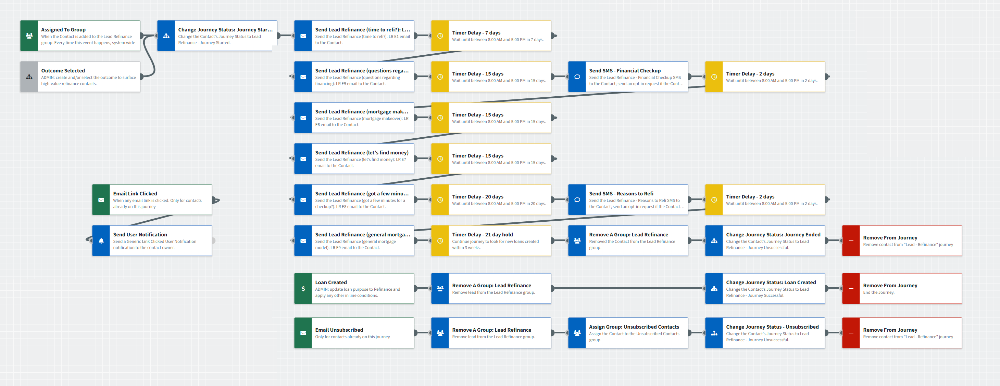 Assigned To Group
When the Contact is added to the Lead Refinance
group. Every time this event happens, system wide
Change Journey Status: Journey Star...
Change the Contact's Journey Status to Lead
Refinance - Journey Started.
Send Lead Refinance (time to refi?): L...
Send the Lead Refinance (time to refi?): LR E1 email
to the Contact.
Timer Delay - 7 days
Wait until between 8:00 AM and 5:00 PM in 7 days.
Outcome Selected
ADMIN: create and/or select the outcome to surface
high-value refinance contacts.
Send Lead Refinance (questions rega...
Send the Lead Refinance (questions regarding
financing): LR E5 email to the Contact.
Timer Delay - 15 days
Wait until between 8:00 AM and 5:00 PM in 15 days.
Send SMS - Financial Checkup
Send the Lead Refinance - Financial Checkup SMS
to the Contact; send an opt-in request if the Cont...
Timer Delay - 2 days
Wait until between 8:00 AM and 5:00 PM in 2 days.
Send Lead Refinance (mortgage mak...
Send the Lead Refinance (mortgage makeover): LR
E6 email to the Contact.
Timer Delay - 15 days
Wait until between 8:00 AM and 5:00 PM in 15 days.
Send Lead Refinance (let’s find money)
Send the Lead Refinance (let’s find money): LR E7
email to the Contact.
Timer Delay - 15 days
Wait until between 8:00 AM and 5:00 PM in 15 days.
Email Link Clicked
When any email link is clicked. Only for contacts
already on this journey
Send Lead Refinance (got a few minu...
Send the Lead Refinance (got a few minutes for a
checkup?): LR E8 email to the Contact.
Timer Delay - 20 days
Wait until between 8:00 AM and 5:00 PM in 20 days.
Send SMS - Reasons to Refi
Send the Lead Refinance - Reasons to Refi SMS to
the Contact; send an opt-in request if the Contact...
Timer Delay - 2 days
Wait until between 8:00 AM and 5:00 PM in 2 days.
Send User Notification
Send a Generic Link Clicked User Notification
notification to the contact owner.
Send Lead Refinance (general mortga...
Send the Lead Refinance (general mortgage
model): LR E9 email to the Contact.
Timer Delay - 21 day hold
Continue journey to look for new loans created
within 3 weeks.
Remove A Group: Lead Refinance
Removed the Contact from the Lead Refinance
group.
Change Journey Status: Journey Ended
Change the Contact's Journey Status to Lead
Refinance - Journey Unsuccessful.
Remove From Journey
Remove contact from "Lead - Refinance" journey
Loan Created
ADMIN: update loan purpose to Refinance and
apply any other in line conditions.
Remove A Group: Lead Refinance
Remove lead from the Lead Refinance group.
Change Journey Status: Loan Created
Change the Contact's Journey Status to Lead
Refinance - Journey Successful.
Remove From Journey
End the Journey.
Email Unsubscribed
Only for contacts already on this journey
Remove A Group: Lead Refinance
Remove lead from the Lead Refinance group.
Assign Group: Unsubscribed Contacts
Assign the Contact to the Unsubscribed Contacts
group.
Change Journey Status - Unsubscribed
Change the Contact's Journey Status to Lead
Refinance - Journey Unsuccessful.
Remove From Journey
Remove contact from "Lead - Refinance" journey